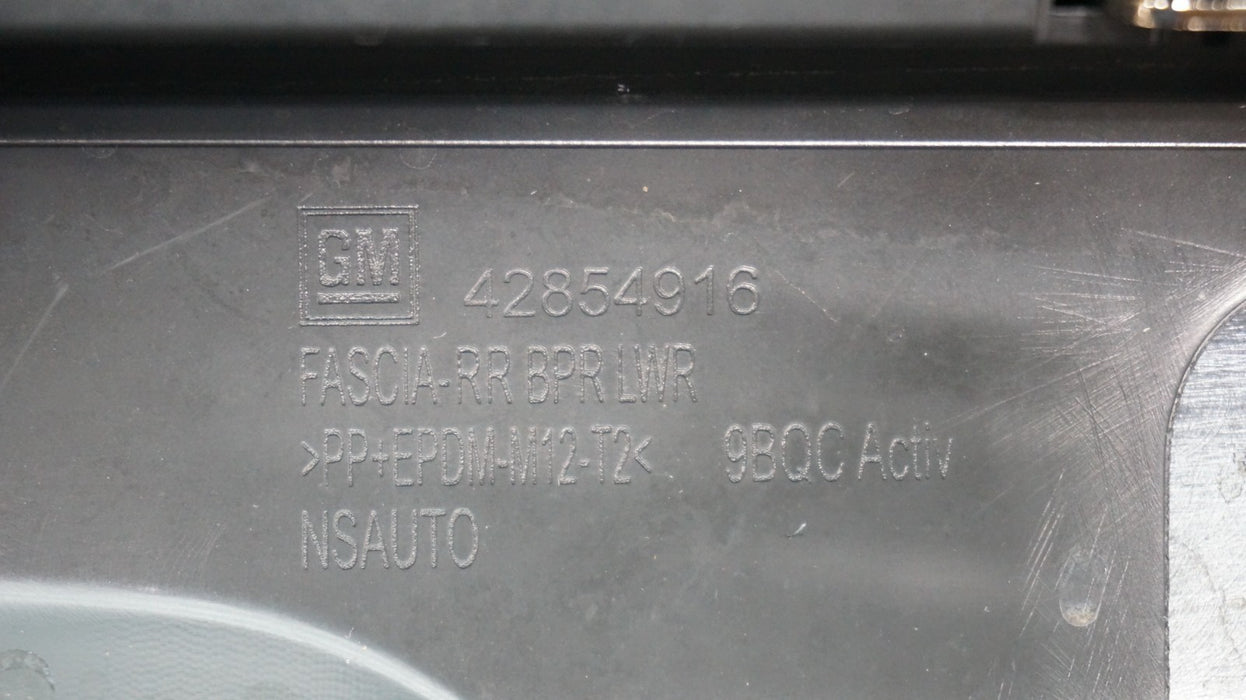 GM 42854916
FASCIA-RR BPR LWR
>PP+EPDM-M12-T2< 9BQC Activ
NSAUTO